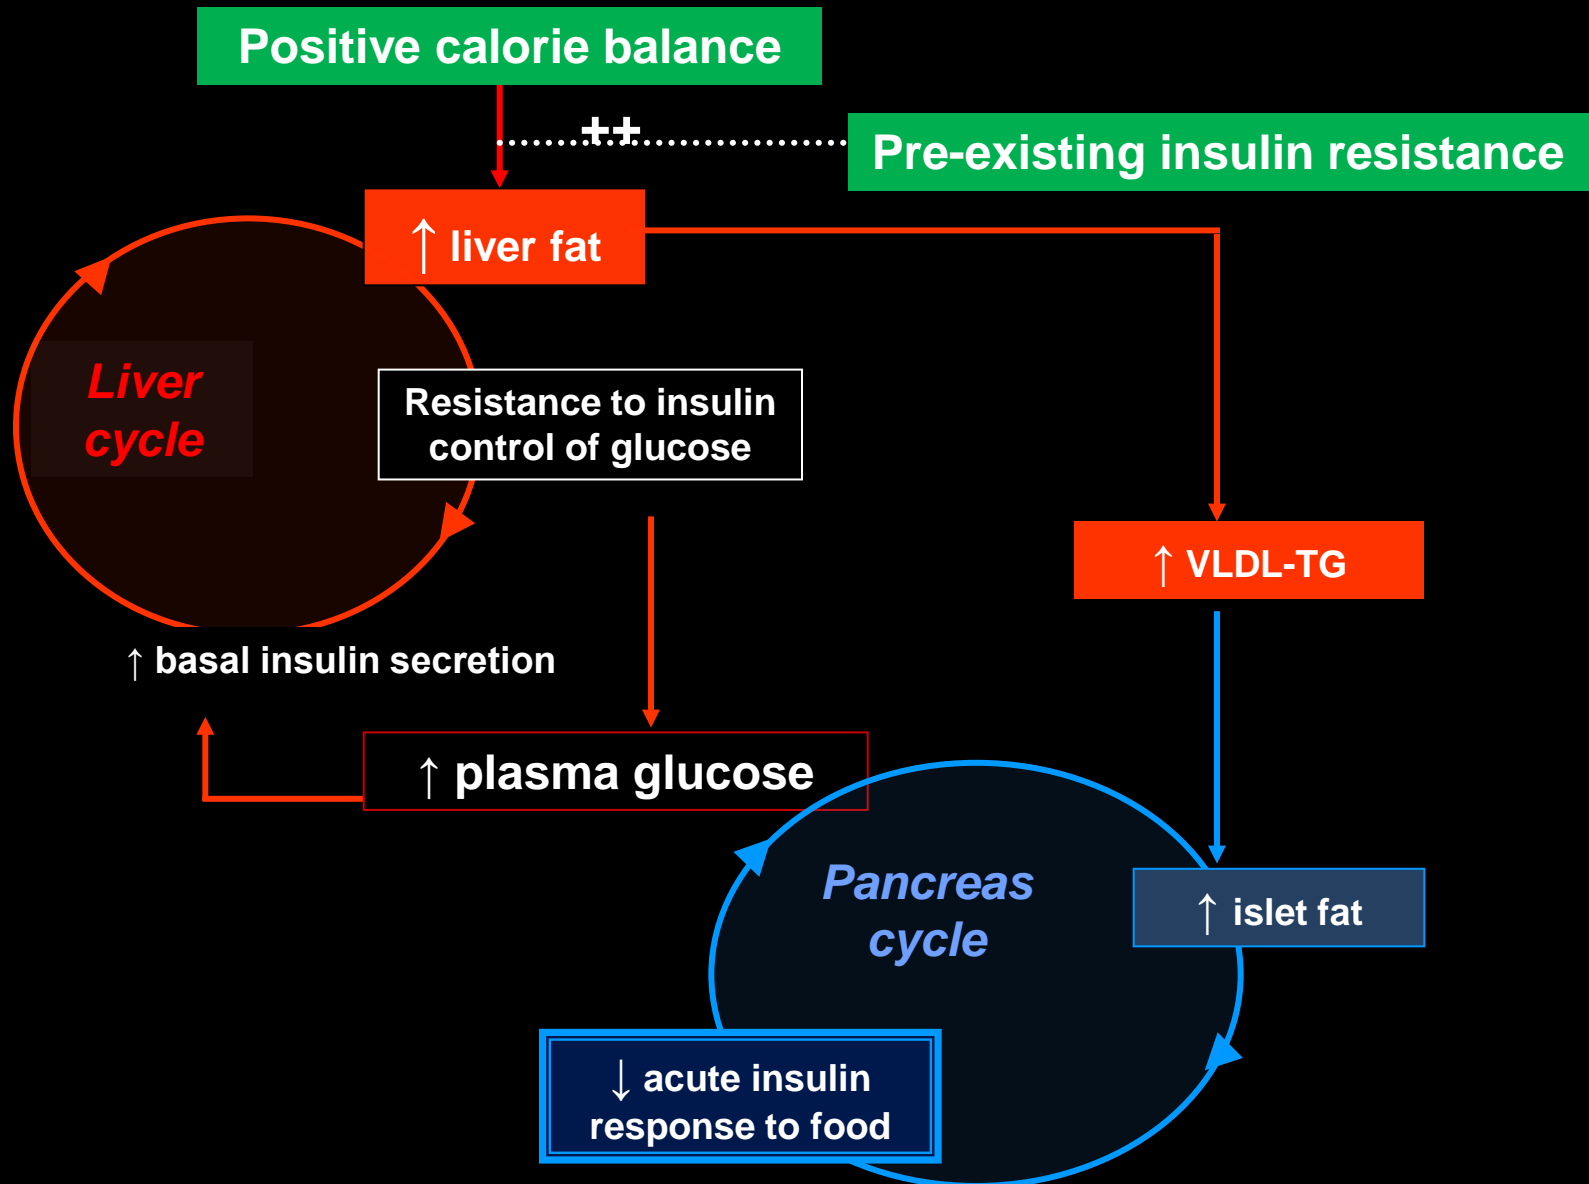 Positive calorie balance
++
Pre-existing insulin resistance
↑ liver fat
Liver
cycle
Resistance to insulin
control of glucose
↑ VLDL-TG
↑ basal insulin secretion
↑ plasma glucose
Pancreas
cycle
↑ islet fat
↓ acute insulin
response to food